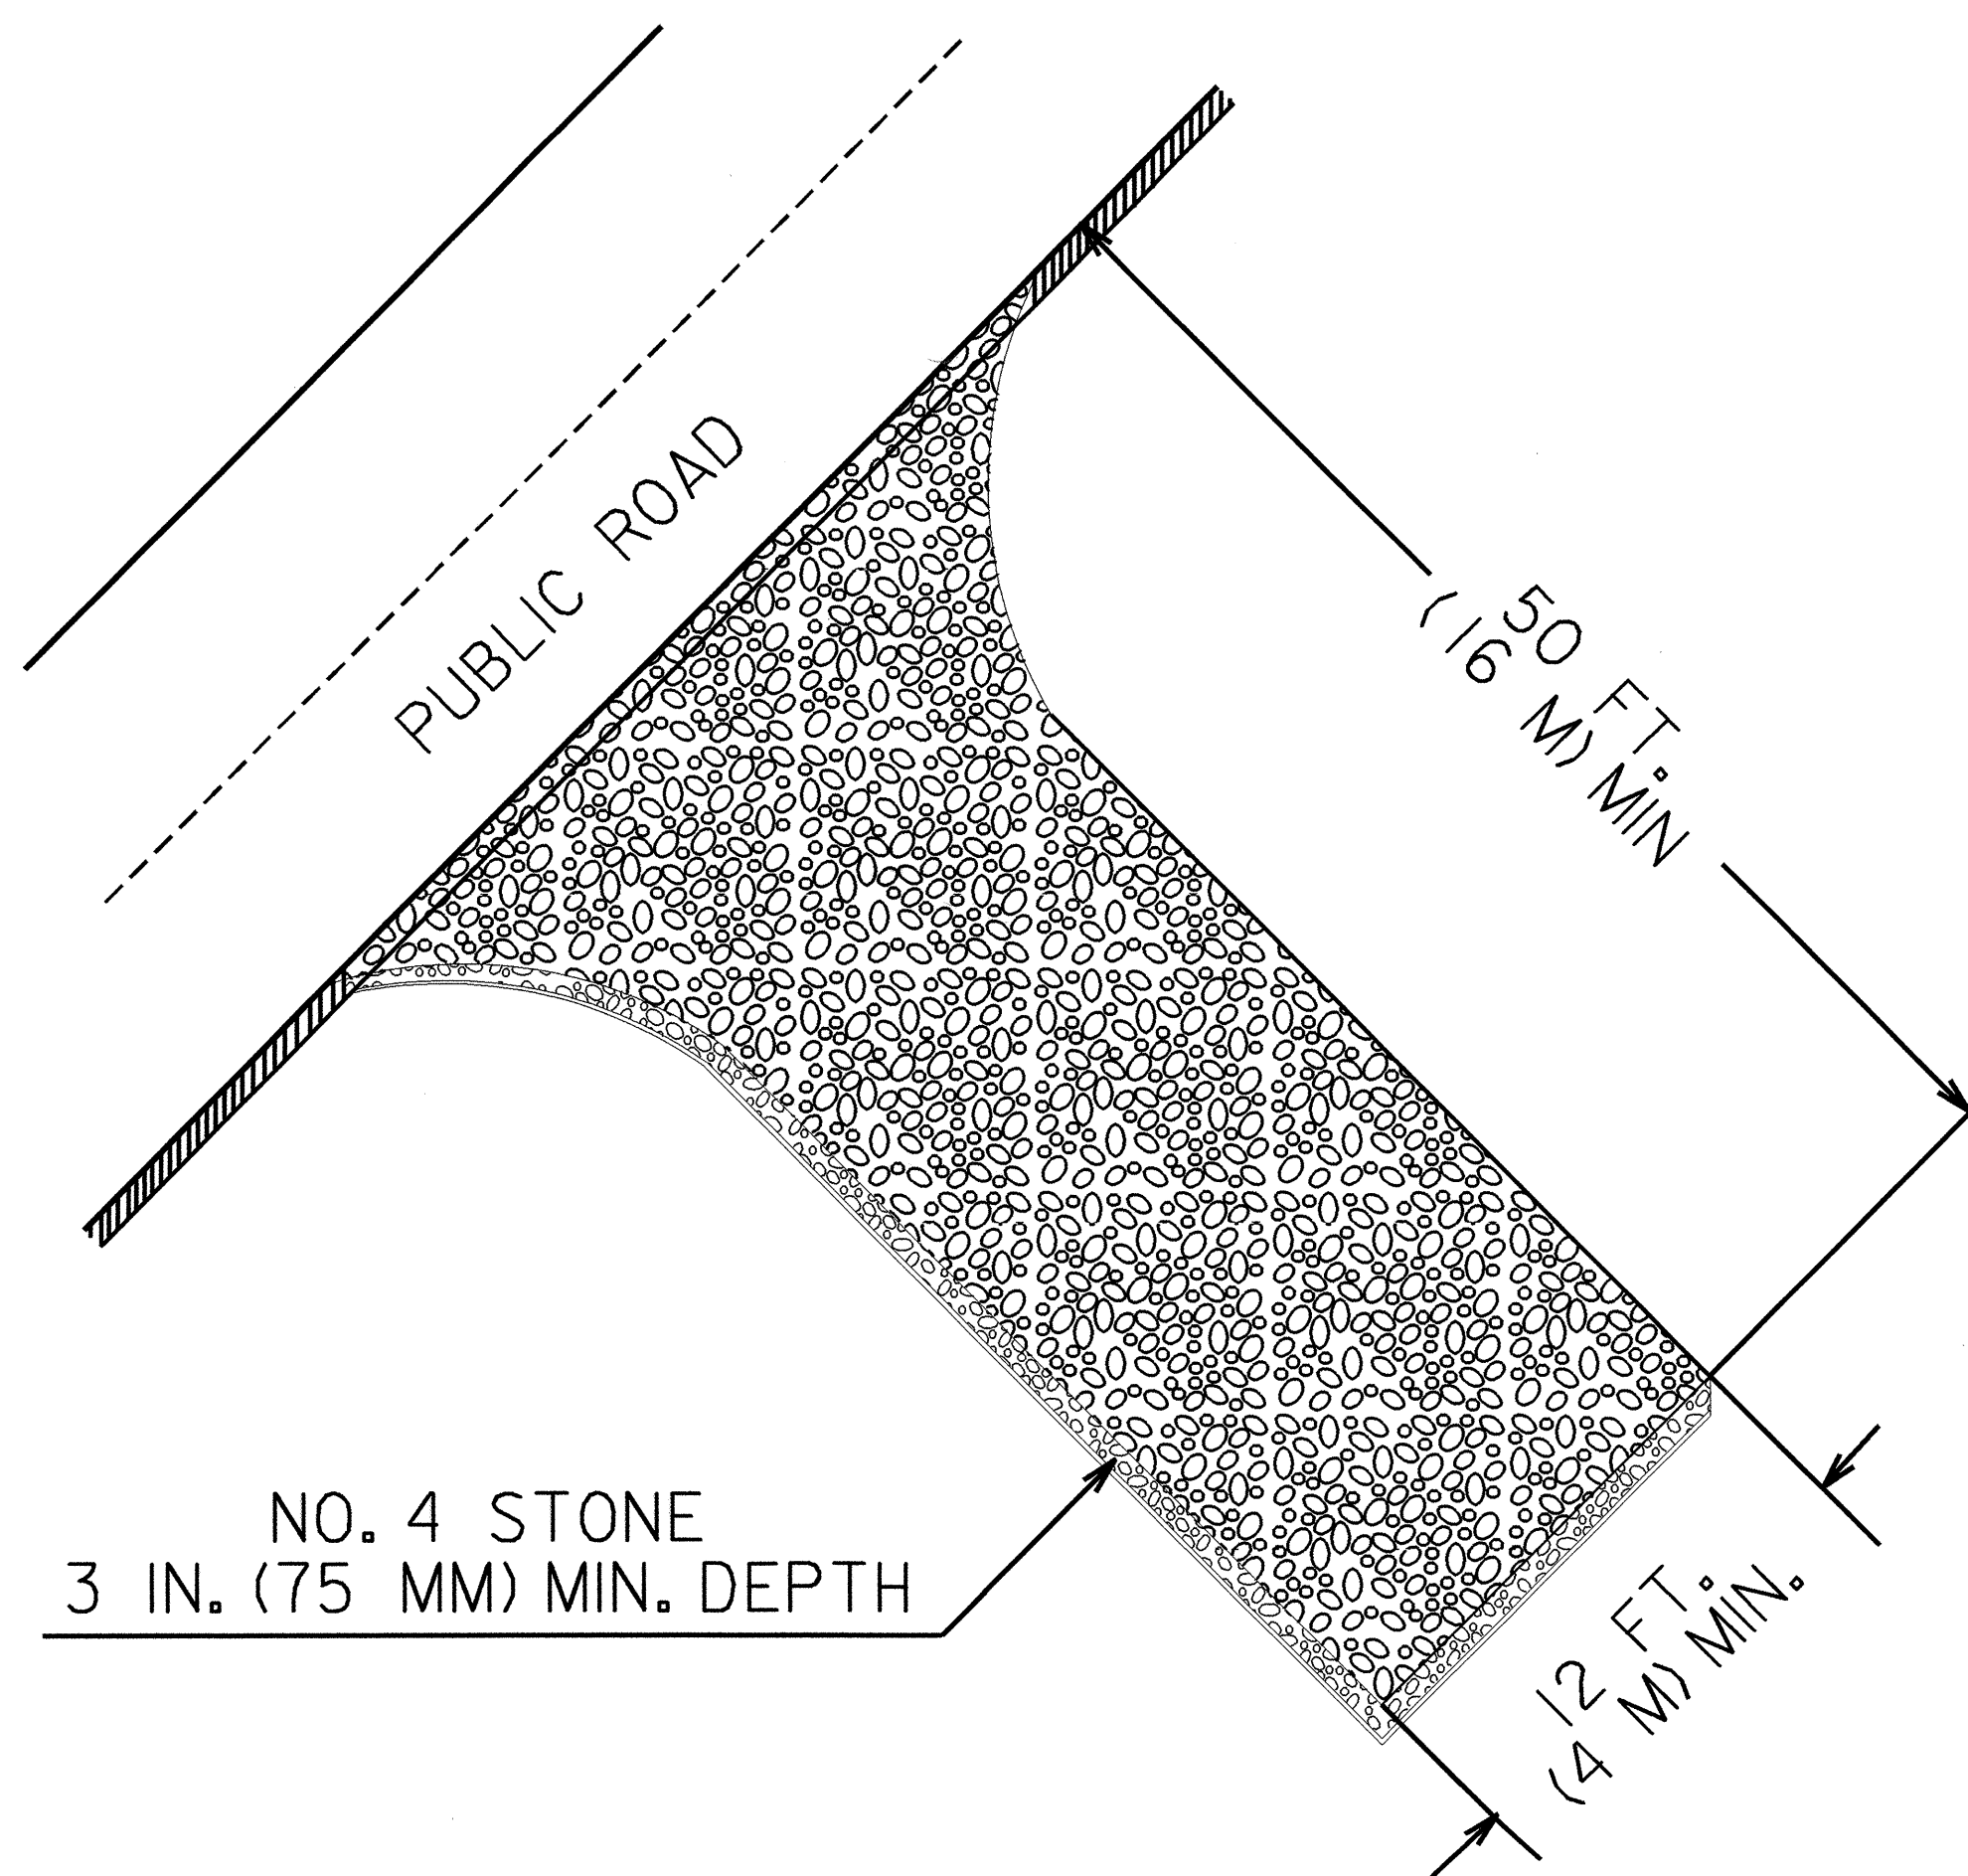 PUBLIC ROAD
50 FT.
(16 M) MIN
NO. 4 STONE
3 IN. (75 MM) MIN. DEPTH
12 FT.
(4 M) MIN.